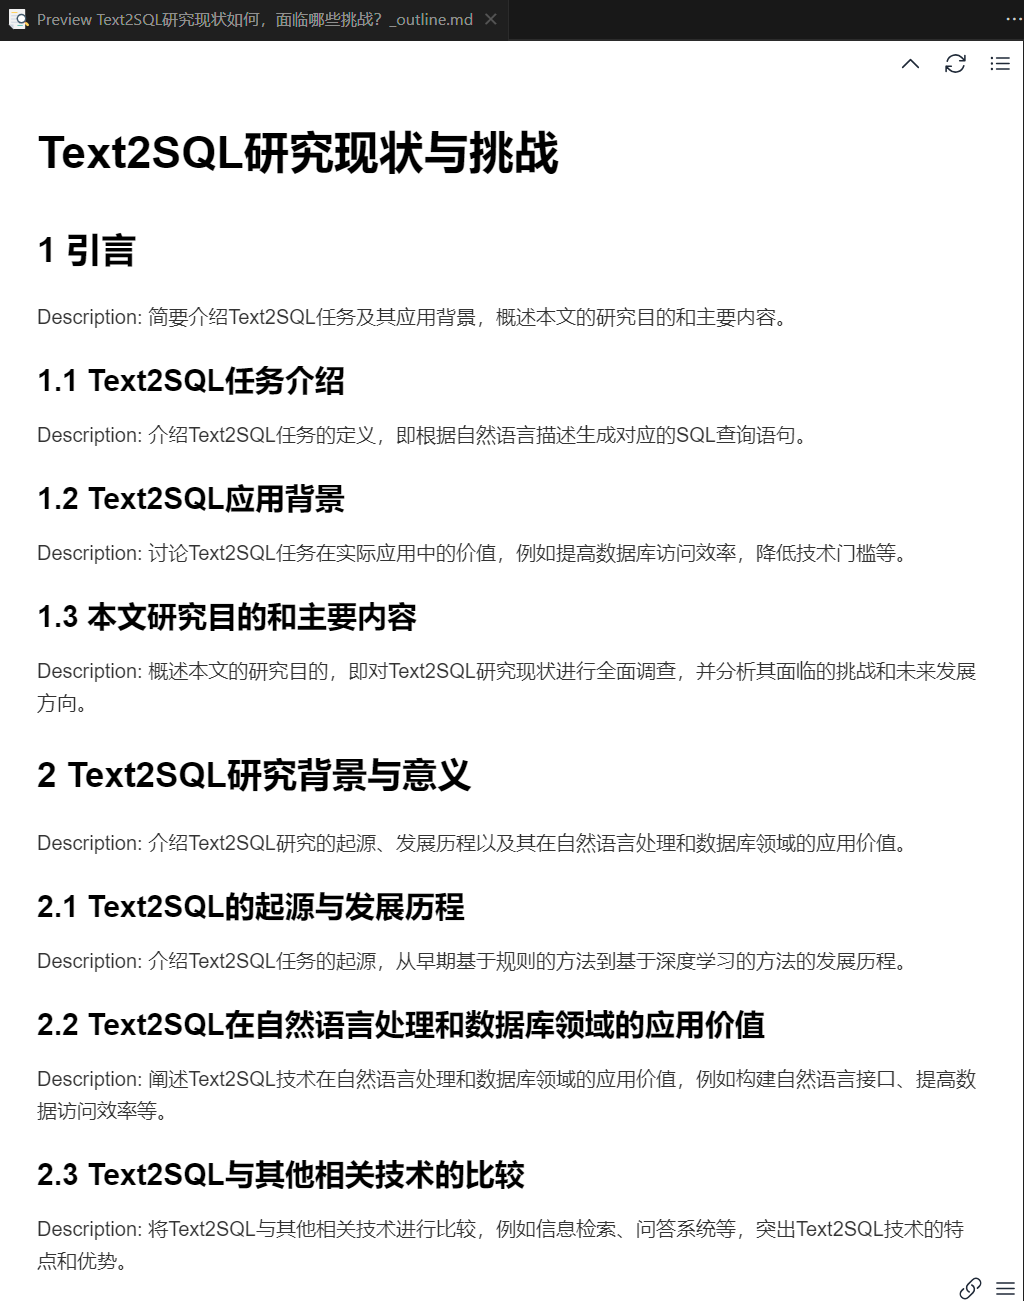 Preview Text2SQL研究现状如何，面临哪些挑战？_outline.md
Text2SQL研究现状与挑战
1 引言
Description: 简要介绍Text2SQL任务及其应用背景，概述本文的研究目的和主要内容。
1.1 Text2SQL任务介绍
Description: 介绍Text2SQL任务的定义，即根据自然语言描述生成对应的SQL查询语句。
1.2 Text2SQL应用背景
Description: 讨论Text2SQL任务在实际应用中的价值，例如提高数据库访问效率，降低技术门槛等。
1.3 本文研究目的和主要内容
Description: 概述本文的研究目的，即对Text2SQL研究现状进行全面调查，并分析其面临的挑战和未来发展
方向。
2 Text2SQL研究背景与意义
Description: 介绍Text2SQL研究的起源、发展历程以及其在自然语言处理和数据库领域的应用价值。
2.1 Text2SQL的起源与发展历程
Description: 介绍Text2SQL任务的起源，从早期基于规则的方法到基于深度学习的方法的发展历程。
2.2 Text2SQL在自然语言处理和数据库领域的应用价值
Description: 阐述Text2SQL技术在自然语言处理和数据库领域的应用价值，例如构建自然语言接口、提高数
据访问效率等。
2.3 Text2SQL与其他相关技术的比较
Description: 将Text2SQL与其他相关技术进行比较，例如信息检索、问答系统等，突出Text2SQL技术的特
点和优势。